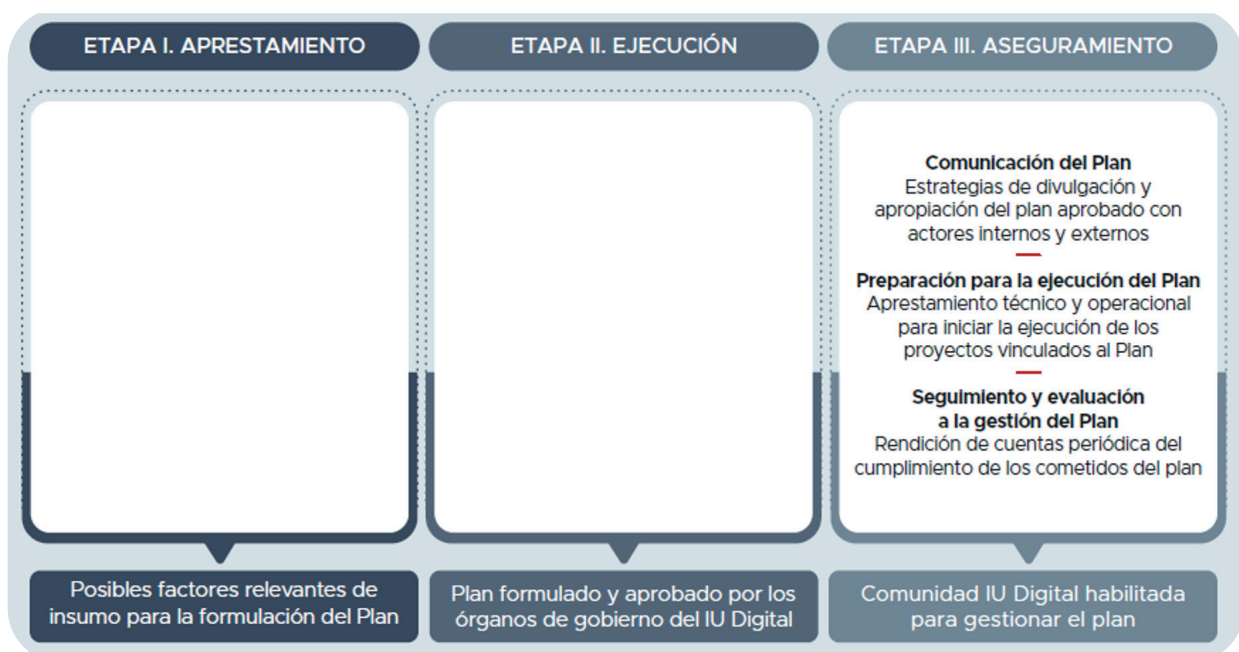 ETAPA I. APRESTAMIENTO
ETAPA II. EJECUCIÓN
ETAPA III. ASEGURAMIENTO
Comunicación del Plan
Estrategias de divulgación y
apropiación del plan aprobado con
actores internos y externos
Preparación para la ejecución del Plan
Aprestamiento técnico y operacional
para iniciar la ejecución de los
proyectos vinculados al Plan
Seguimiento y evaluación
a la gestión del Plan
Rendición de cuentas periódica del
cumplimiento de los cometidos del plan
Posibles factores relevantes de
insumo para la formulación del Plan
Plan formulado y aprobado por los
órganos de gobierno del IU Digital
Comunidad IU Digital habilitada
para gestionar el plan